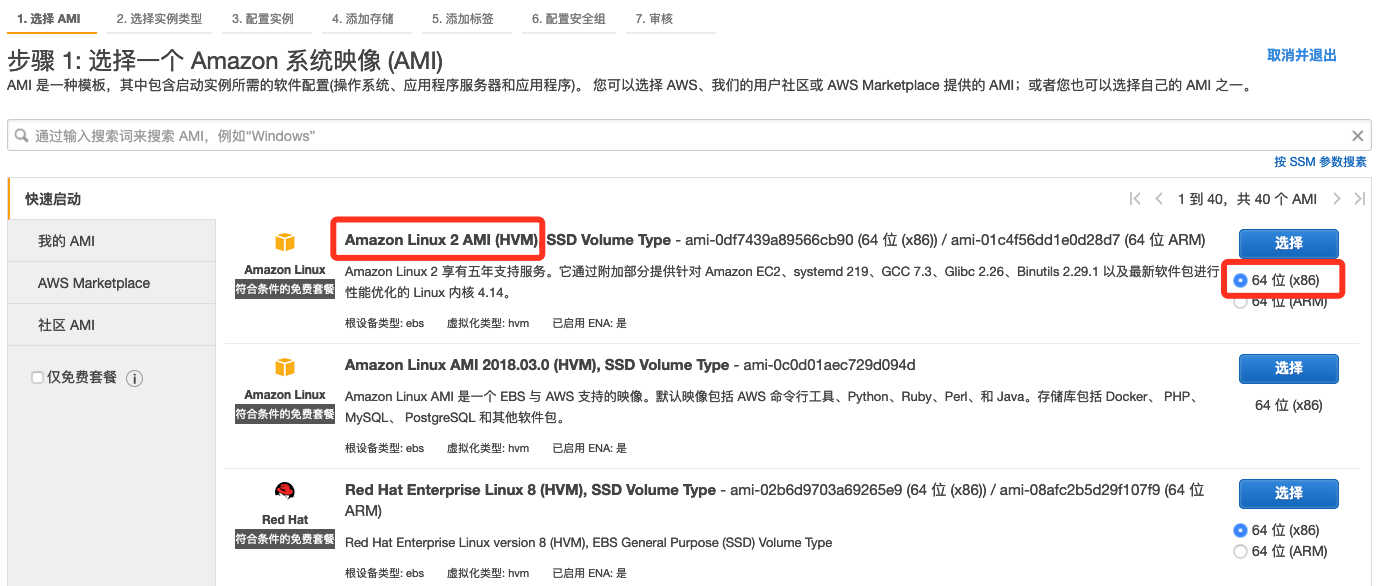 1. 选择 AMI 2. 选择实例类型 3. 配置实例 4. 添加存储 5. 添加标签 6. 配置安全组 7. 审核
步骤 1: 选择一个 Amazon 系统映像 (AMI)
取消并退出
AMI 是一种模板，其中包含启动实例所需的软件配置(操作系统、应用程序服务器和应用程序)。 您可以选择 AWS、我们的用户社区或 AWS Marketplace 提供的 AMI；或者您也可以选择自己的 AMI 之一。
通过输入搜索词来搜索 AMI，例如“Windows”
按 SSM 参数搜素
快速启动
1 到 40，共 40 个 AMI
我的 AMI
AWS Marketplace
社区 AMI
仅免费套餐
Amazon Linux
符合条件的免费套餐
Amazon Linux 2 AMI (HVM), SSD Volume Type - ami-0df7439a89566cb90 (64 位 (x86)) / ami-01c4f56dd1e0d28d7 (64 位 ARM)
Amazon Linux 2 享有五年支持服务。它通过附加部分提供针对 Amazon EC2、systemd 219、GCC 7.3、Glibc 2.26、Binutils 2.29.1 以及最新软件包进行
性能优化的 Linux 内核 4.14。
根设备类型: ebs 虚拟化类型: hvm 已启用 ENA: 是
选择
64 位 (x86)
64 位 (ARM)
Amazon Linux
符合条件的免费套餐
Amazon Linux AMI 2018.03.0 (HVM), SSD Volume Type - ami-0c0d01aec729d094d
Amazon Linux AMI 是一个 EBS 与 AWS 支持的映像。默认映像包括 AWS 命令行工具、Python、Ruby、Perl、和 Java。存储库包括 Docker、 PHP、
MySQL、 PostgreSQL 和其他软件包。
根设备类型: ebs 虚拟化类型: hvm 已启用 ENA: 是
选择
64 位 (x86)
Red Hat
符合条件的免费套餐
Red Hat Enterprise Linux 8 (HVM), SSD Volume Type - ami-02b6d9703a69265e9 (64 位 (x86)) / ami-08afc2b5d29f107f9 (64 位
ARM)
Red Hat Enterprise Linux version 8 (HVM), EBS General Purpose (SSD) Volume Type
根设备类型: ebs 虚拟化类型: hvm 已启用 ENA: 是
选择
64 位 (x86)
64 位 (ARM)